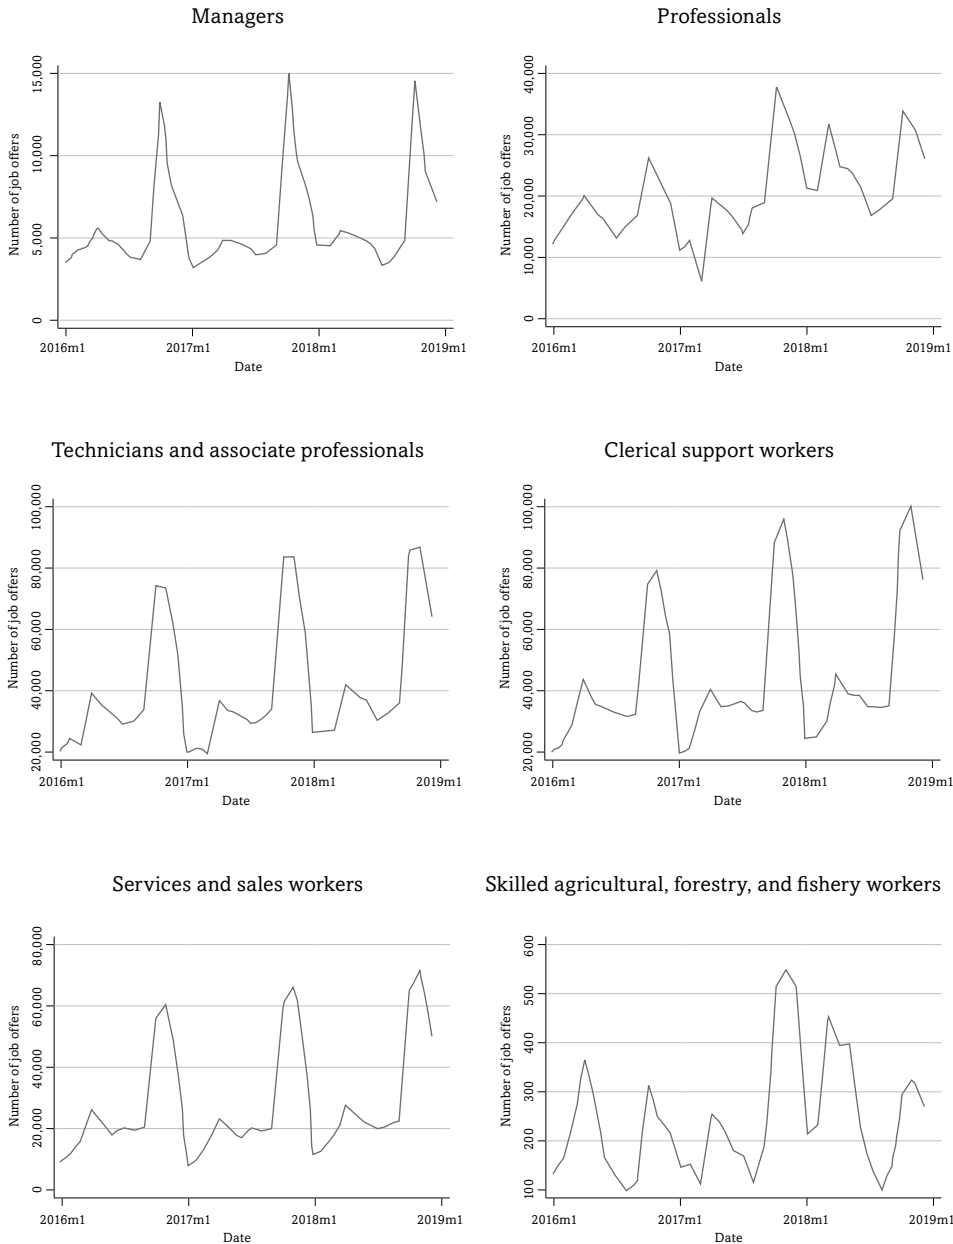 Managers
Professionals
Number of job offers
15,000
10,000
5,000
0
2016m1 2017m1 2018m1 2019m1
Date
Number of job offers
40,000
30,000
20,000
10,000
0
2016m1 2017m1 2018m1 2019m1
Date
Technicians and associate professionals
Clerical support workers
Number of job offers
100,000
80,000
60,000
40,000
20,000
2016m1 2017m1 2018m1 2019m1
Date
Number of job offers
100,000
80,000
60,000
40,000
20,000
2016m1 2017m1 2018m1 2019m1
Date
Services and sales workers
Skilled agricultural, forestry, and fishery workers
Number of job offers
80,000
60,000
40,000
20,000
0
2016m1 2017m1 2018m1 2019m1
Date
Number of job offers
600
500
400
300
200
100
2016m1 2017m1 2018m1 2019m1
Date